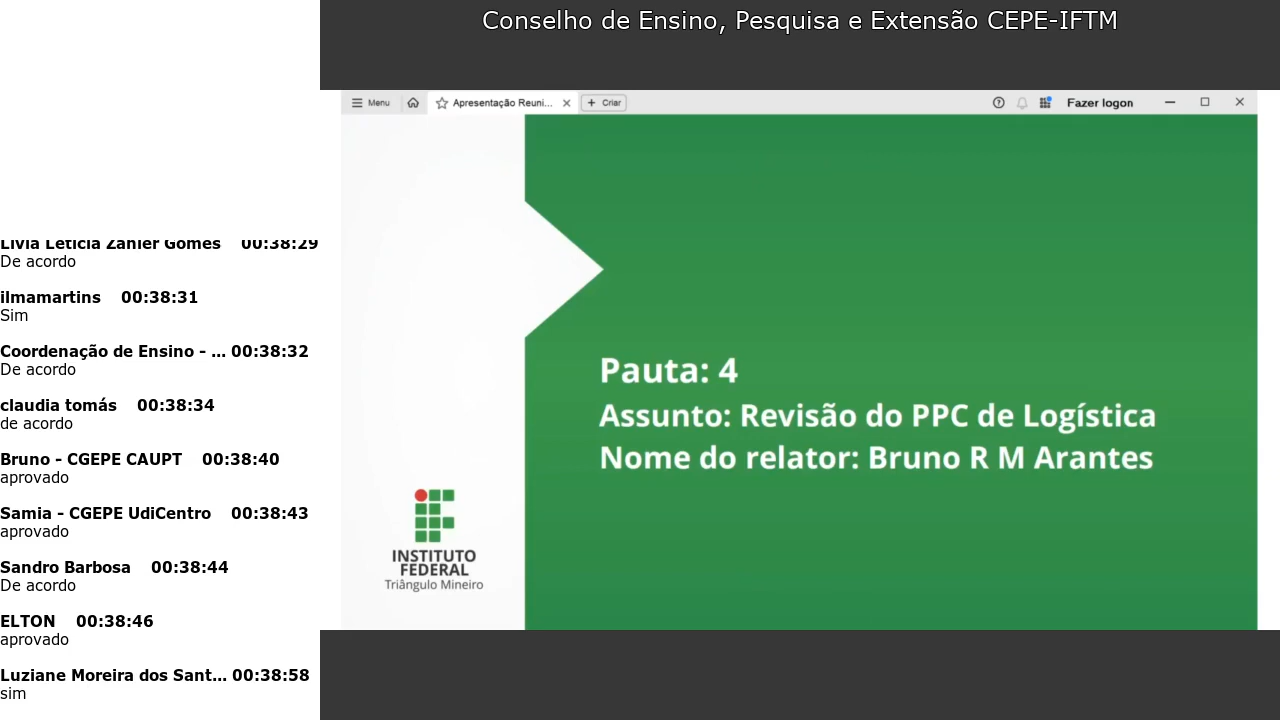 Conselho de Ensino, Pesquisa e Extensão CEPE-IFTM
Menu
Apresentação Reuni...
Criar
Fazer logon
Lívia Letícia Zanier Gomes 00:38:29
De acordo
ilmamartins 00:38:31
Sim
Coordenação de Ensino - ... 00:38:32
De acordo
claudia tomás 00:38:34
de acordo
Bruno - CGEPE CAUPT 00:38:40
aprovado
Samia - CGEPE UdiCentro 00:38:43
aprovado
Sandro Barbosa 00:38:44
De acordo
ELTON 00:38:46
aprovado
Luziane Moreira dos Sant... 00:38:58
sim
Pauta: 4
Assunto: Revisão do PPC de Logística
Nome do relator: Bruno R M Arantes
INSTITUTO
FEDERAL
Triângulo Mineiro